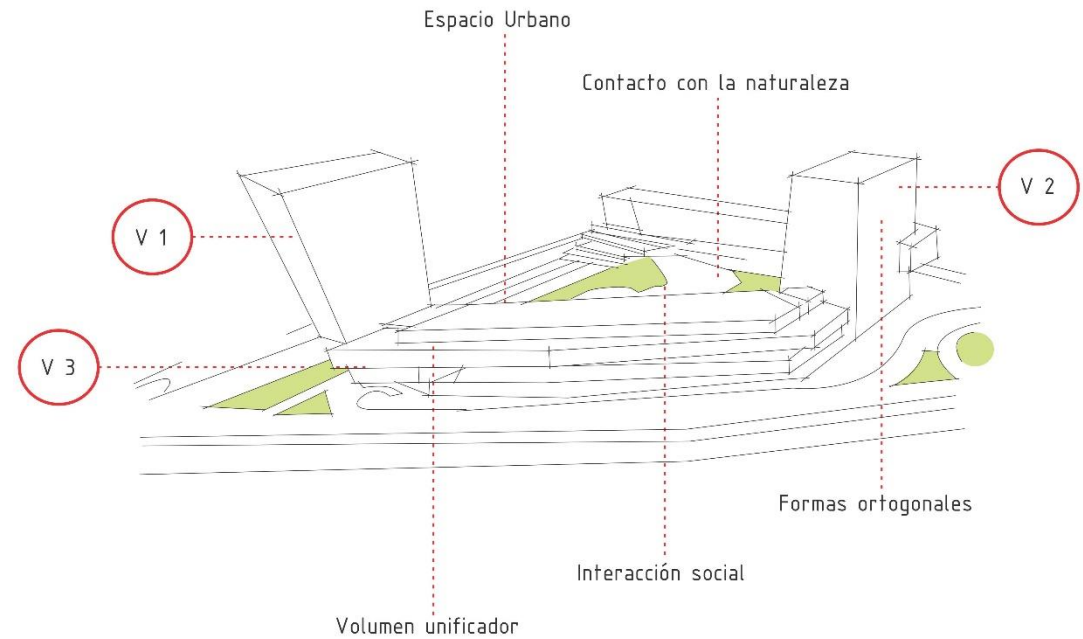 Espacio Urbano
Contacto con la naturaleza
V 1
V 2
V 3
Formas ortogonales
Interacción social
Volumen unificador